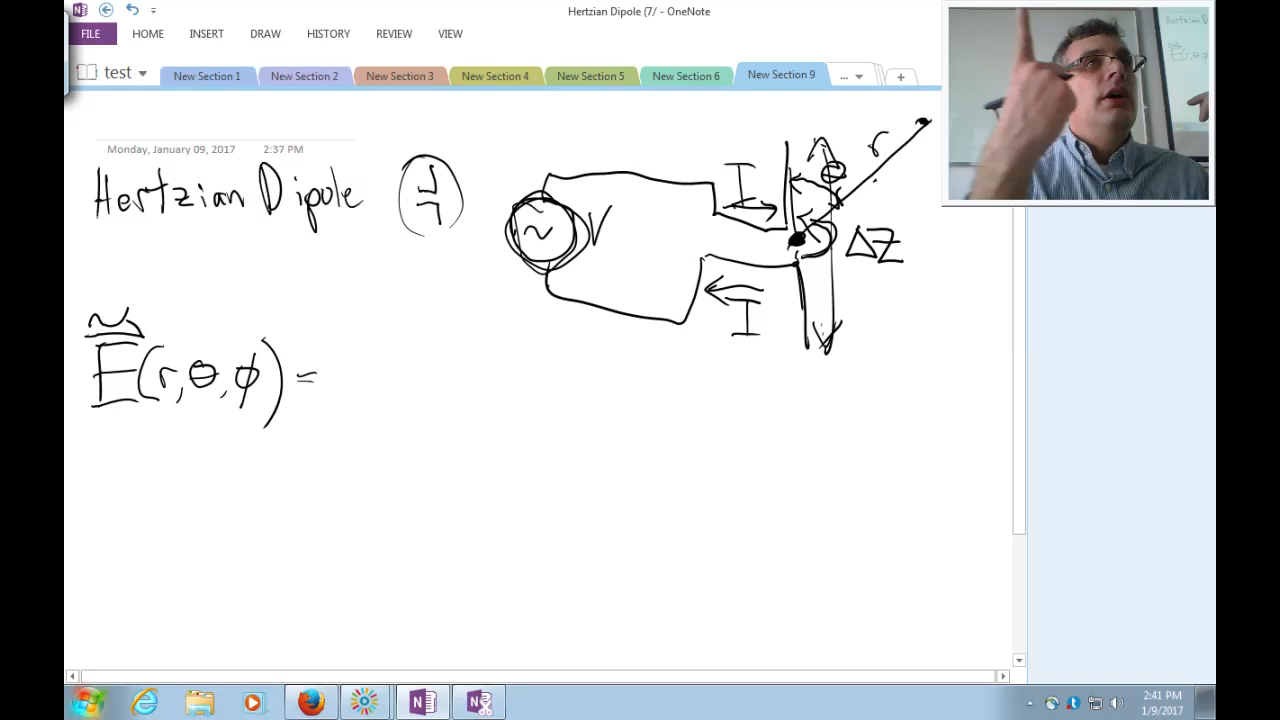 Hertzian Dipole (7/ - OneNote
FILE HOME INSERT DRAW HISTORY REVIEW VIEW
test New Section 1 New Section 2 New Section 3 New Section 4 New Section 5 New Section 6 New Section 9 ... +
Monday, January 09, 2017 2:37 PM
Hertzian Dipole
~ V
I
I
θ
r
ΔZ
E(r,θ,φ) =
2:41 PM
1/9/2017